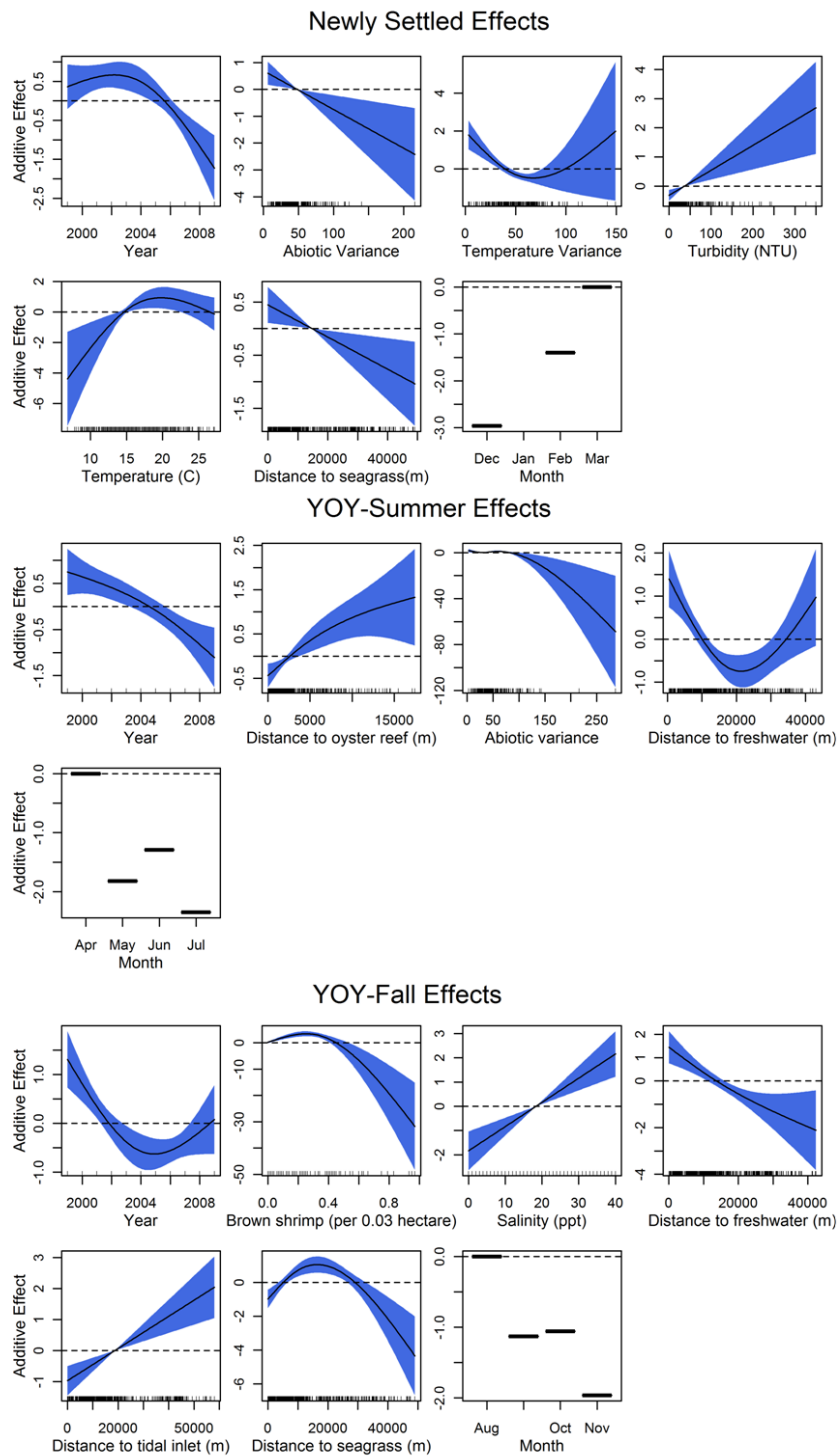 Newly Settled Effects
Additive Effect
0.5
-0.5
-1.5
-2.5
2000 2004 2008
Year
1
0
-1
-2
-3
-4
0 50 100 150 200
Abiotic Variance
4
2
0
0 50 100 150
Temperature Variance
4
3
2
1
0
0 100 200 300
Turbidity (NTU)
Additive Effect
2
0
-2
-4
-6
10 15 20 25
Temperature (C)
0.5
-0.5
-1.5
0 20000 40000
Distance to seagrass(m)
0.0
-1.0
-2.0
-3.0
Dec Jan Feb Mar
Month
YOY-Summer Effects
Additive Effect
0.5
-0.5
-1.5
2000 2004 2008
Year
2.5
1.5
0.5
-0.5
0 5000 15000
Distance to oyster reef (m)
0
-40
-80
-120
0 50 150 250
Abiotic variance
2.0
1.0
0.0
-1.0
0 20000 40000
Distance to freshwater (m)
Additive Effect
0.0
-1.0
-2.0
Apr May Jun Jul
Month
YOY-Fall Effects
Additive Effect
1.0
0.0
-1.0
2000 2004 2008
Year
0
-10
-30
-50
0.0 0.4 0.8
Brown shrimp (per 0.03 hectare)
3
2
1
0
-2
0 10 20 30 40
Salinity (ppt)
2
0
-2
-4
0 20000 40000
Distance to freshwater (m)
Additive Effect
3
2
1
0
-1
0 20000 50000
Distance to tidal inlet (m)
0
-2
-4
-6
0 20000 40000
Distance to seagrass (m)
0.0
-1.0
-2.0
Aug Oct Nov
Month